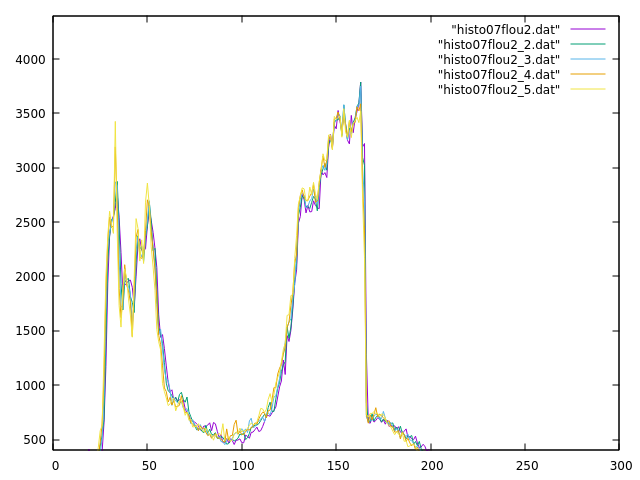 "histo07flou2.dat"
"histo07flou2_2.dat"
"histo07flou2_3.dat"
"histo07flou2_4.dat"
"histo07flou2_5.dat"
4000
3500
3000
2500
2000
1500
1000
500
0 50 100 150 200 250 300